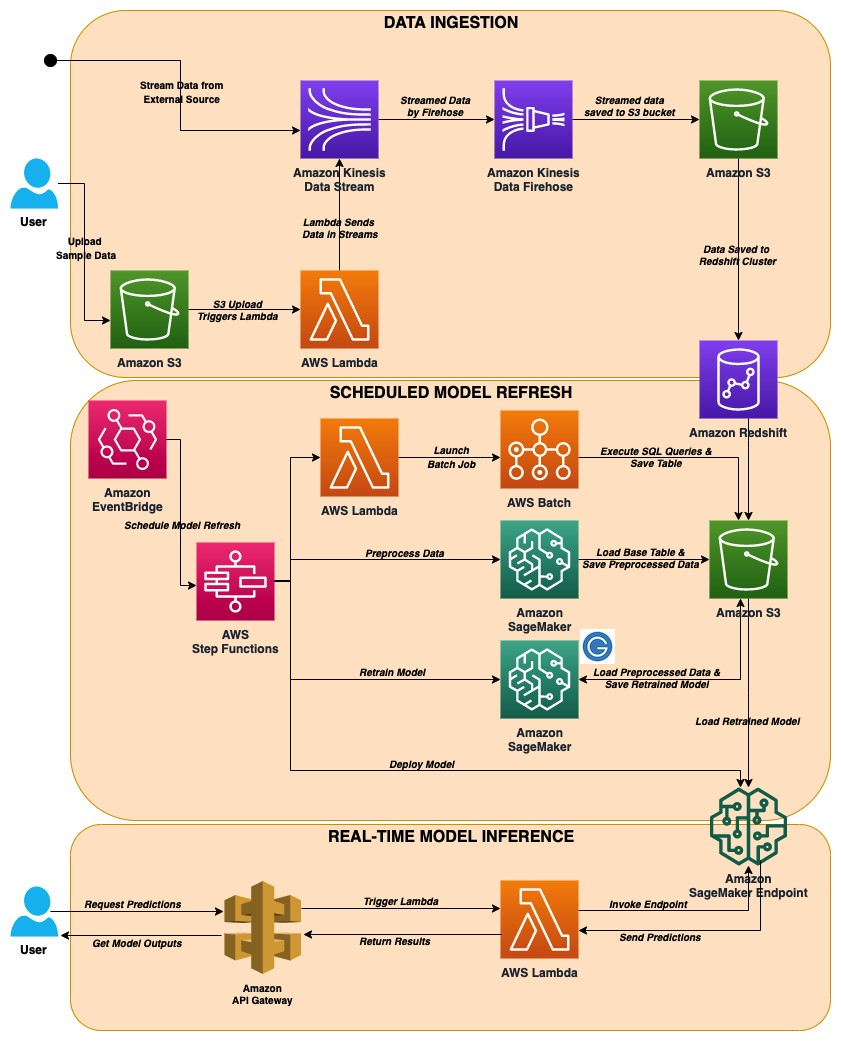 DATA INGESTION
Stream Data from
External Source
Streamed Data
by Firehose
Streamed data
saved to S3 bucket
Amazon Kinesis
Data Stream
Amazon Kinesis
Data Firehose
Amazon S3
User
Upload
Sample Data
Lambda Sends
Data in Streams
Data Saved to
Redshift Cluster
S3 Upload
Triggers Lambda
Amazon S3
AWS Lambda
SCHEDULED MODEL REFRESH
Amazon Redshift
Amazon
EventBridge
Schedule Model Refresh
Launch
Batch Job
Execute SQL Queries &
Save Table
AWS Lambda
AWS Batch
Preprocess Data
Load Base Table &
Save Preprocessed Data
AWS
Step Functions
Amazon
SageMaker
Amazon S3
G
Retrain Model
Load Preprocessed Data &
Save Retrained Model
Amazon
SageMaker
Load Retrained Model
Deploy Model
REAL-TIME MODEL INFERENCE
Amazon
SageMaker Endpoint
Request Predictions
Trigger Lambda
Invoke Endpoint
User
Get Model Outputs
Return Results
Send Predictions
Amazon
API Gateway
AWS Lambda